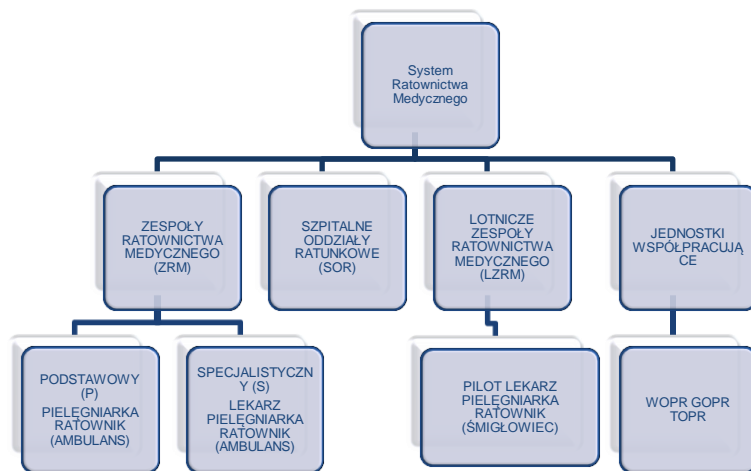 System
Ratownictwa
Medycznego
ZESPOŁY
RATOWNICTWA
MEDYCZNEGO
(ZRM)
SZPITALNE
ODDZIAŁY
RATUNKOWE
(SOR)
LOTNICZE
ZESPOŁY
RATOWNICTWA
MEDYCZNEGO
(LZRM)
JEDNOSTKI
WSPÓŁPRACUJĄ
CE
PODSTAWOWY
(P)
PIELĘGNIARKA
RATOWNIK
(AMBULANS)
SPECJALISTYCZN
Y (S)
LEKARZ
PIELĘGNIARKA
RATOWNIK
(AMBULANS)
PILOT LEKARZ
PIELĘGNIARKA
RATOWNIK
(ŚMIGŁOWIEC)
WOPR GOPR
TOPR